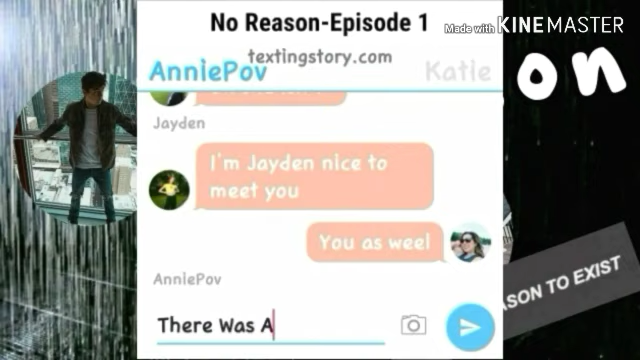 No Reason-Episode 1
Made with KINEMASTER
textingstory.com
AnniePov
Katie
on
Jayden
I'm Jayden nice to
meet you
You as weel
AnniePov
ASON TO EXIST
There Was A